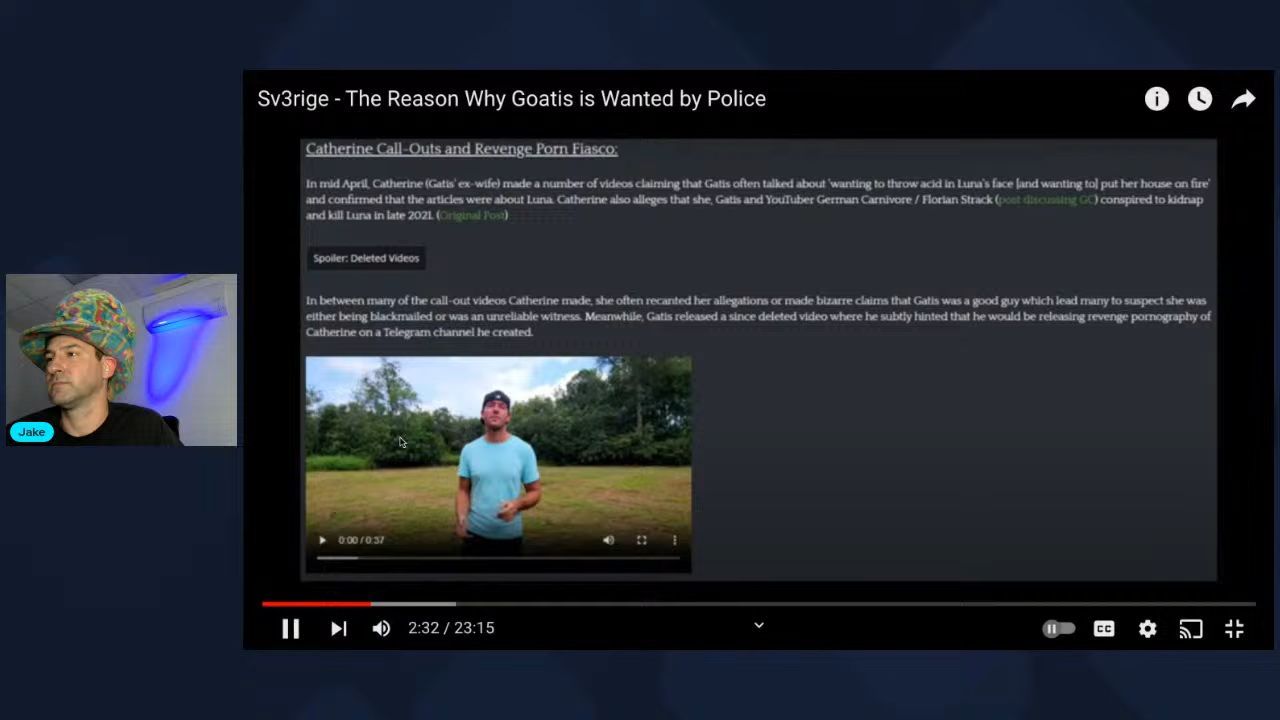 Sv3rige - The Reason Why Goatis is Wanted by Police
Catherine Call-Outs and Revenge Porn Fiasco:
In mid April, Catherine (Gatis' ex-wife) made a number of videos claiming that Gatis often talked about 'wanting to throw acid in Luna's face [and wanting to] put her house on fire'
and confirmed that the articles were about Luna. Catherine also alleges that she, Gatis and YouTuber German Carnivore / Florian Strack (post discussing GC) conspired to kidnap
and kill Luna in late 2021. (Original Post)
Spoiler: Deleted Videos
In between many of the call-out videos Catherine made, she often recanted her allegations or made bizarre claims that Gatis was a good guy which lead many to suspect she was
either being blackmailed or was an unreliable witness. Meanwhile, Gatis released a since deleted video where he subtly hinted that he would be releasing revenge pornography of
Catherine on a Telegram channel he created.
0:00 / 0:37
Jake
2:32 / 23:15
CC